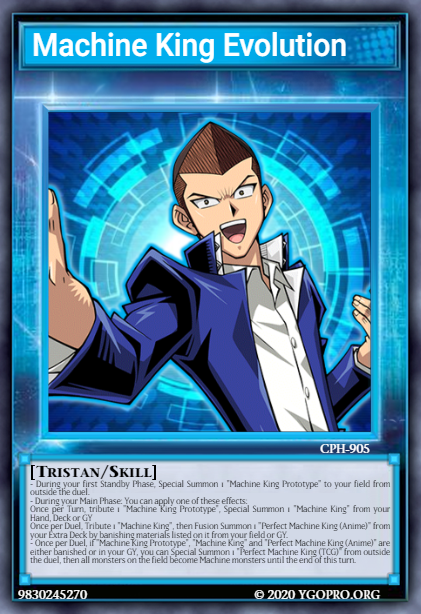 Machine King Evolution
CPH-905
[Tristan/Skill]
- During your first Standby Phase, Special Summon 1 "Machine King Prototype" to your field from
outside the duel.
- During your Main Phase: You can apply one of these effects:
Once per Turn, tribute 1 "Machine King Prototype", Special Summon 1 "Machine King" from your
Hand, Deck or GY
Once per Duel, Tribute 1 "Machine King", then Fusion Summon 1 "Perfect Machine King (Anime)" from
your Extra Deck by banishing materials listed on it from your field or GY.
- Once per Duel, if "Machine King Prototype", "Machine King" and "Perfect Machine King (Anime)" are
either banished or in your GY, you can Special Summon 1 "Perfect Machine King (TCG)" from outside
the duel, then all monsters on the field become Machine monsters until the end of this turn.
9830245270
© 2020 YGOPRO.ORG